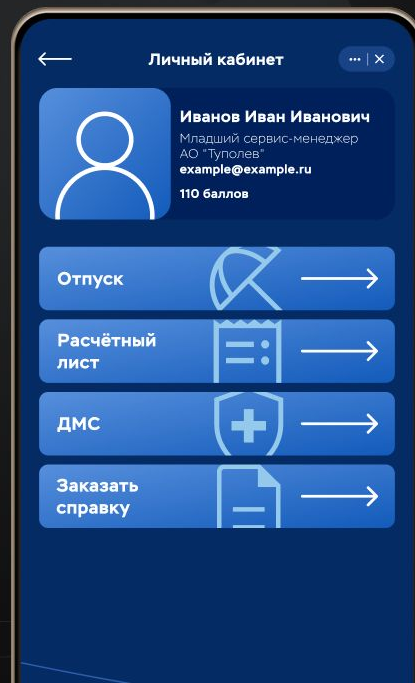 Личный кабинет
Иванов Иван Иванович
Младший сервис-менеджер
АО "Туполев"
example@example.ru
110 баллов
Отпуск
Расчётный
лист
ДМС
Заказать
справку